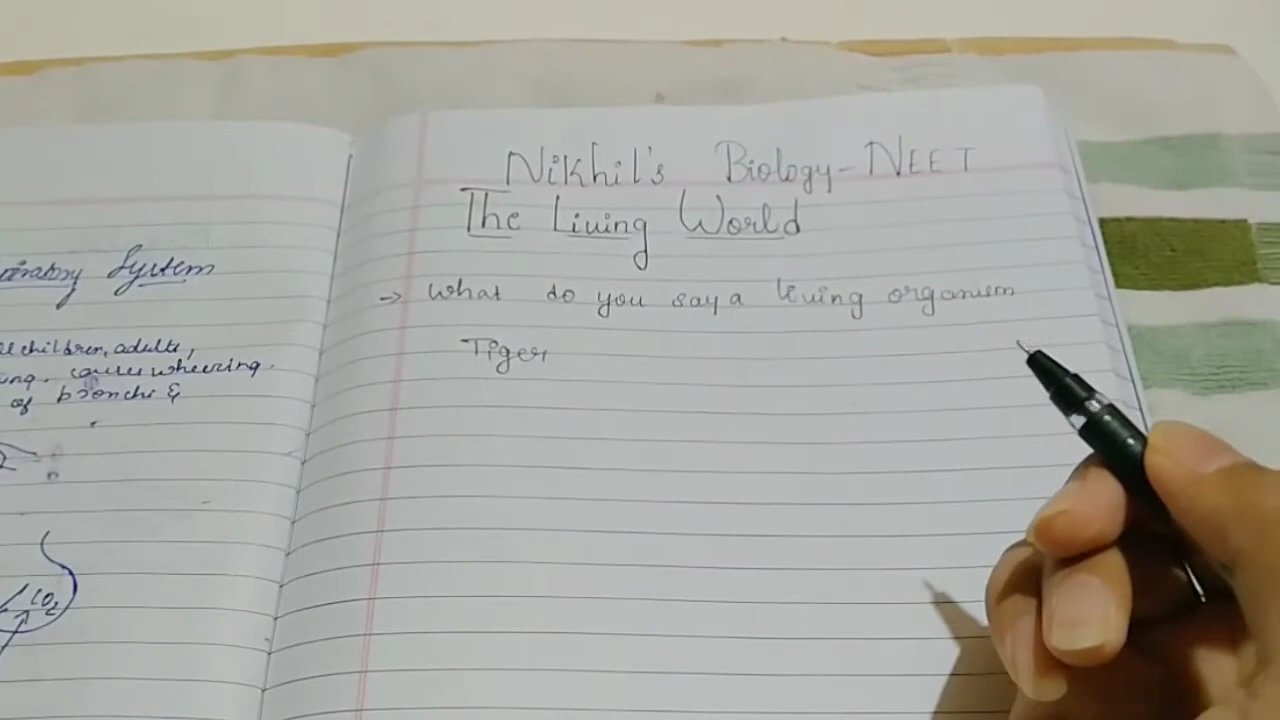 System
children, adults,
wheezing.
of bronchi &
CO2
Nikhil's Biology-NEET
The Living World
→ What do you say a living organism
Tiger